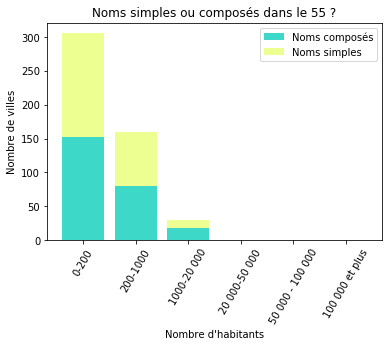 Noms simples ou composés dans le 55 ?
Noms composés
Noms simples
Nombre de villes
300
250
200
150
100
50
0
0-200
200-1000
1000-20 000
20 000-50 000
50 000 - 100 000
100 000 et plus
Nombre d'habitants